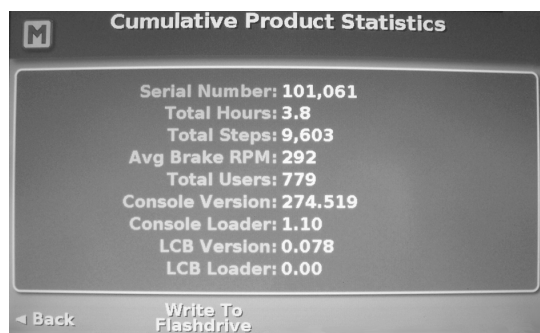 M
Cumulative Product Statistics
Serial Number: 101,061
Total Hours: 3.8
Total Steps: 9,603
Avg Brake RPM: 292
Total Users: 779
Console Version: 274.519
Console Loader: 1.10
LCB Version: 0.078
LCB Loader: 0.00
◄ Back
Write To
Flashdrive